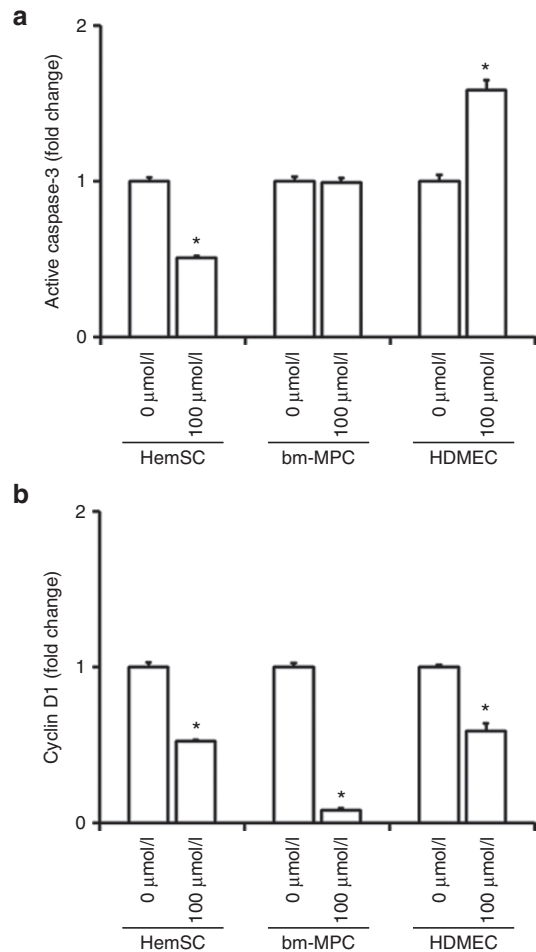 a
Active caspase-3 (fold change)
2
1
0
*
*
0 μmol/l
100 μmol/l
0 μmol/l
100 μmol/l
0 μmol/l
100 μmol/l
HemSC
bm-MPC
HDMEC
b
Cyclin D1 (fold change)
2
1
0
*
*
*
0 μmol/l
100 μmol/l
0 μmol/l
100 μmol/l
0 μmol/l
100 μmol/l
HemSC
bm-MPC
HDMEC